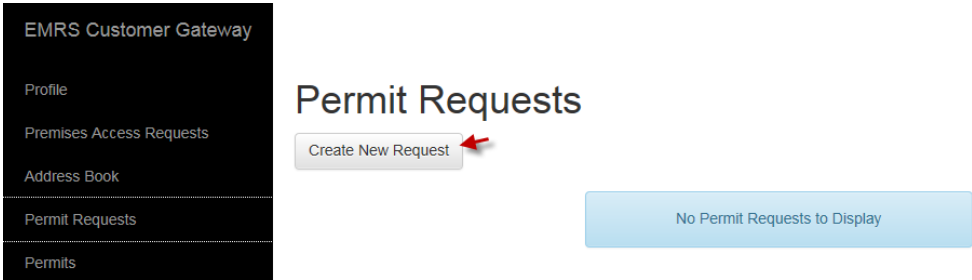 EMRS Customer Gateway
Profile
Premises Access Requests
Address Book
Permit Requests
Permits
Permit Requests
Create New Request
No Permit Requests to Display